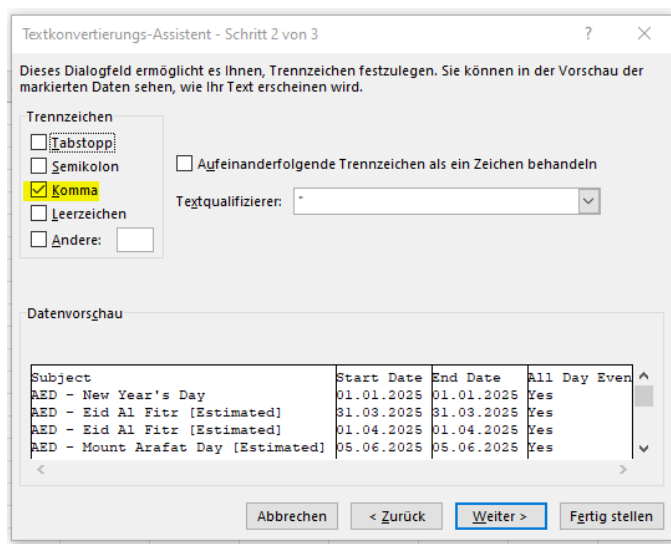 Textkonvertierungs-Assistent - Schritt 2 von 3
Dieses Dialogfeld ermöglicht es Ihnen, Trennzeichen festzulegen. Sie können in der Vorschau der
markierten Daten sehen, wie Ihr Text erscheinen wird.
Trennzeichen
Tabstopp
Semikolon
Komma
Leerzeichen
Andere:
Aufeinanderfolgende Trennzeichen als ein Zeichen behandeln
Textqualifizierer: "
Datenvorschau
Subject Start Date End Date All Day Even
AED - New Year's Day 01.01.2025 01.01.2025 Yes
AED - Eid Al Fitr [Estimated] 31.03.2025 31.03.2025 Yes
AED - Eid Al Fitr [Estimated] 01.04.2025 01.04.2025 Yes
AED - Mount Arafat Day [Estimated] 05.06.2025 05.06.2025 Yes
Abbrechen < Zurück Weiter > Fertig stellen